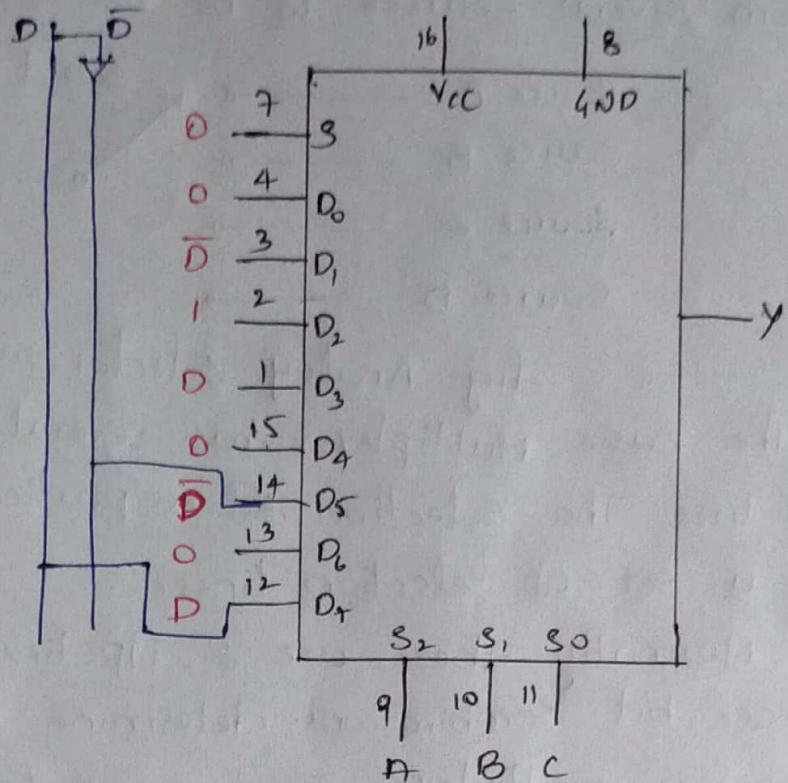 D D̅ 16 8
VCC GND
0 7 S
0 4 D₀
D̅ 3 D₁
1 2 D₂
Y
D 1 D₃
0 15 D₄
D̅ 14 D₅
0 13 D₆
D 12 D₇
S₂ S₁ S0
9 10 11
A B C